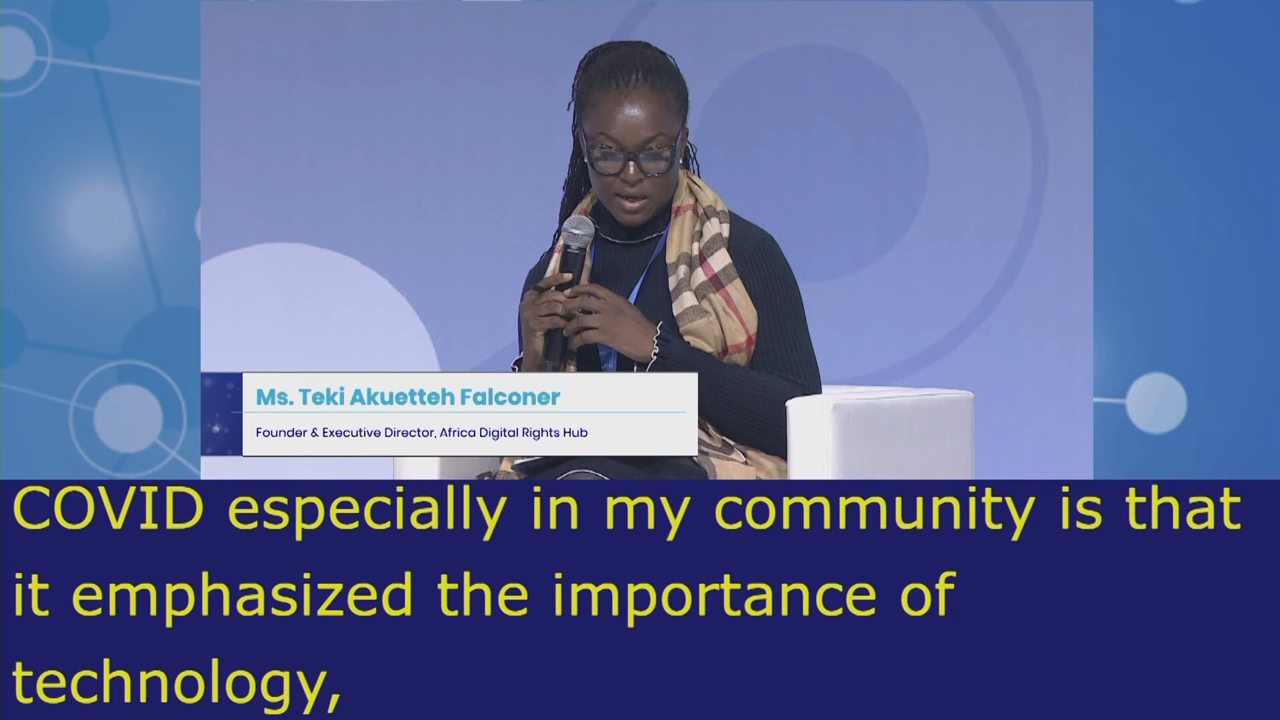 Ms. Teki Akuetteh Falconer
Founder & Executive Director, Africa Digital Rights Hub
COVID especially in my community is that
it emphasized the importance of
technology,